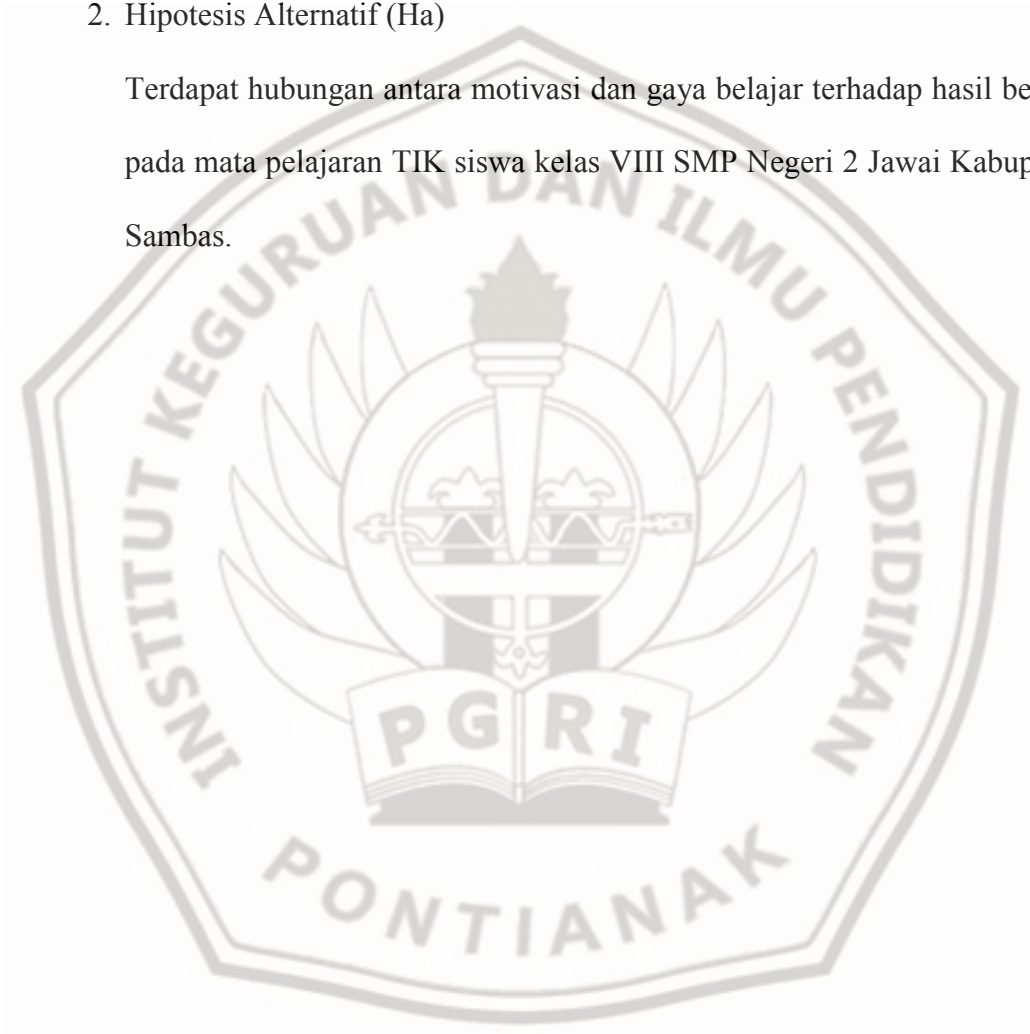 2. Hipotesis Alternatif (Ha)
Terdapat hubungan antara motivasi dan gaya belajar terhadap hasil be
pada mata pelajaran TIK siswa kelas VIII SMP Negeri 2 Jawai Kabup
Sambas.
INSTITUT KEGURUAN DAN ILMU PENDIDIKAN
PGRI
PONTIANAK